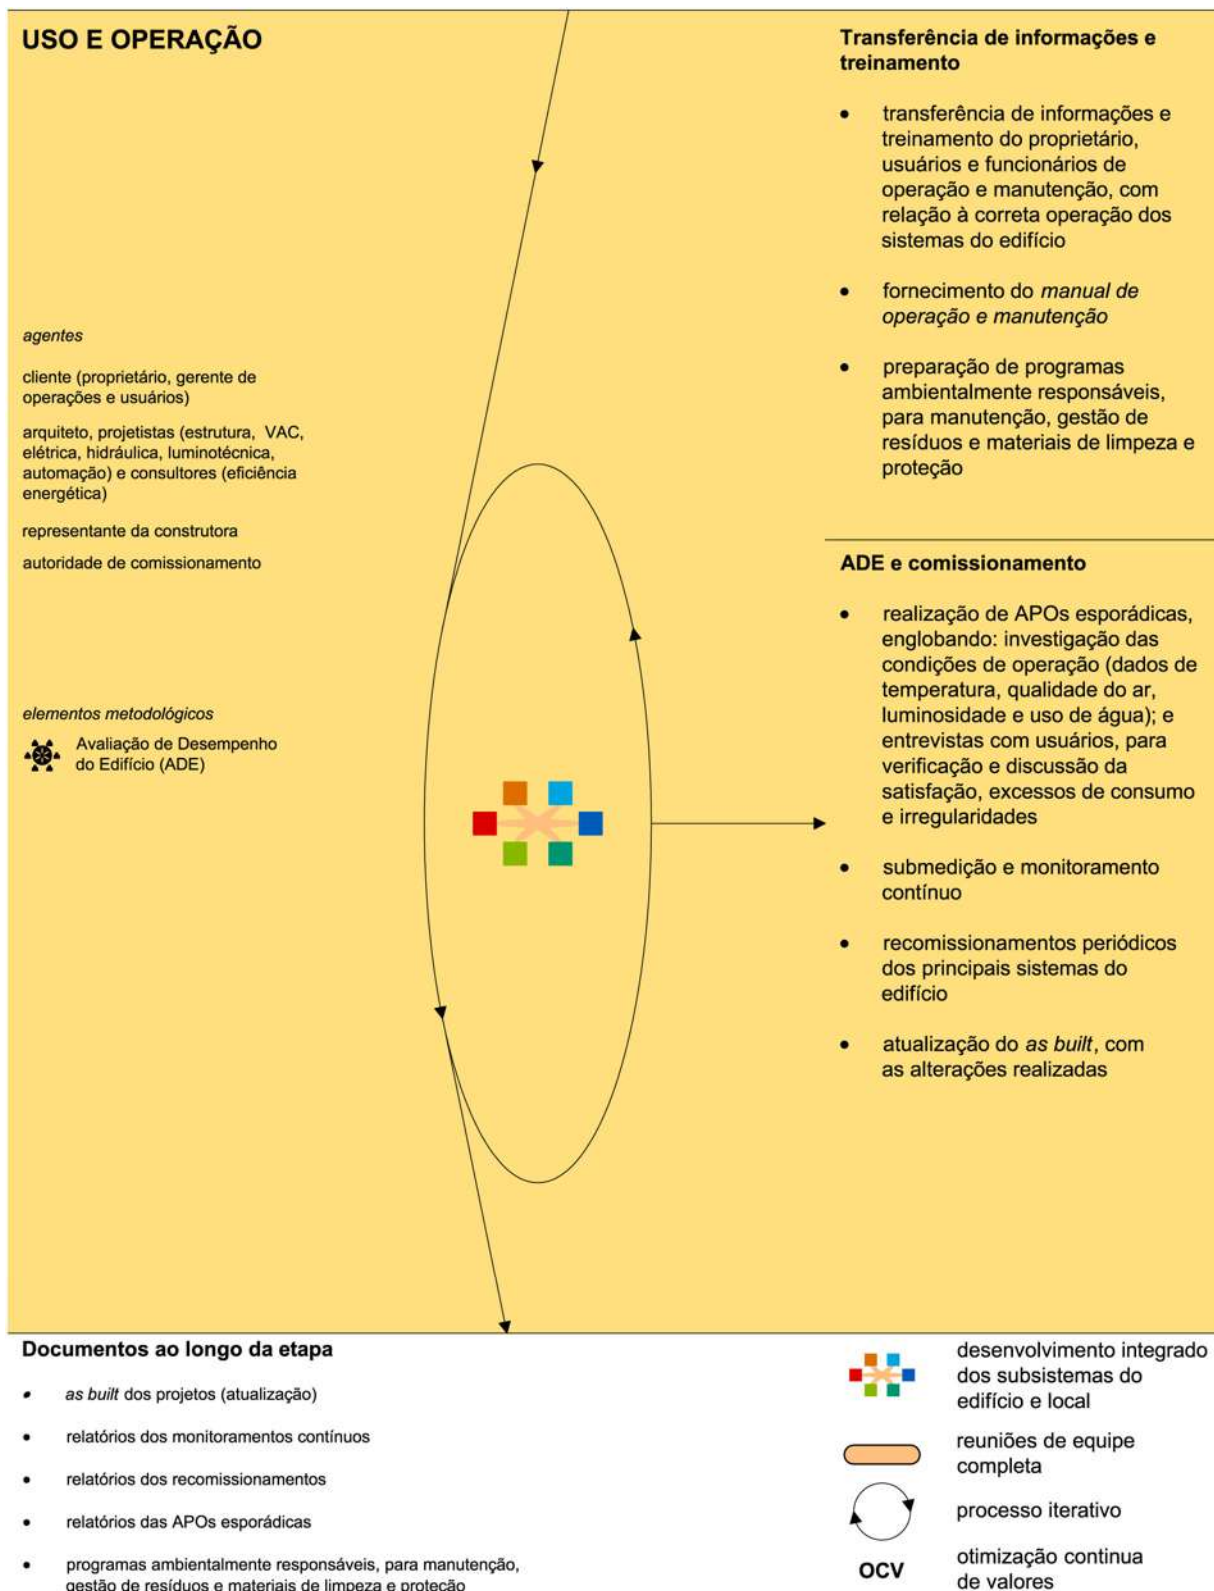 USO E OPERAÇÃO
agentes
cliente (proprietário, gerente de
operações e usuários)
arquiteto, projetistas (estrutura, VAC,
elétrica, hidráulica, luminotécnica,
automação) e consultores (eficiência
energética)
representante da construtora
autoridade de comissionamento
elementos metodológicos
Avaliação de Desempenho
do Edifício (ADE)
Transferência de informações e
treinamento
• transferência de informações e
treinamento do proprietário,
usuários e funcionários de
operação e manutenção, com
relação à correta operação dos
sistemas do edifício
• fornecimento do manual de
operação e manutenção
• preparação de programas
ambientalmente responsáveis,
para manutenção, gestão de
resíduos e materiais de limpeza e
proteção
ADE e comissionamento
• realização de APOs esporádicas,
englobando: investigação das
condições de operação (dados de
temperatura, qualidade do ar,
luminosidade e uso de água); e
entrevistas com usuários, para
verificação e discussão da
satisfação, excessos de consumo
e irregularidades
• submedição e monitoramento
contínuo
• recomissionamentos periódicos
dos principais sistemas do
edifício
• atualização do as built, com
as alterações realizadas
Documentos ao longo da etapa
• as built dos projetos (atualização)
• relatórios dos monitoramentos contínuos
• relatórios dos recomissionamentos
• relatórios das APOs esporádicas
• programas ambientalmente responsáveis, para manutenção,
gestão de resíduos e materiais de limpeza e proteção
desenvolvimento integrado
dos subsistemas do
edifício e local
reuniões de equipe
completa
processo iterativo
OCV
otimização continua
de valores